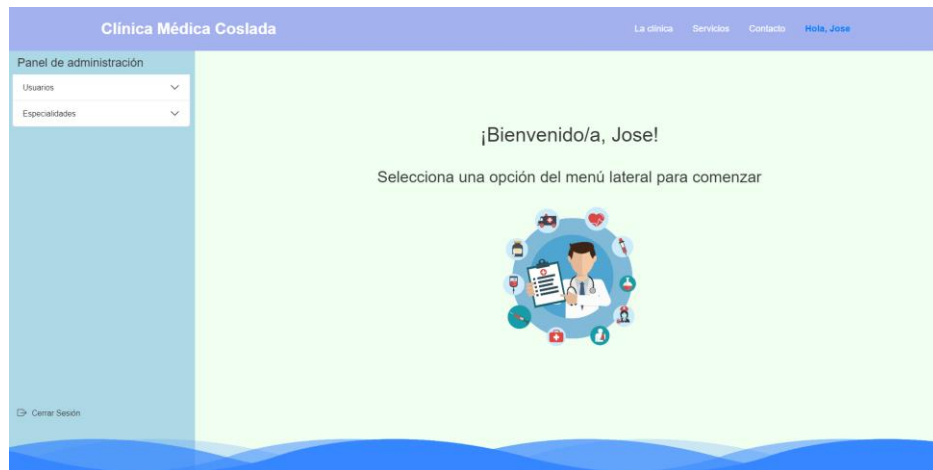 Clínica Médica Coslada
La clínica Servicios Contacto Hola, Jose
Panel de administración
Usuarios
Especialidades
¡Bienvenido/a, Jose!
Selecciona una opción del menú lateral para comenzar
Cerrar Sesión